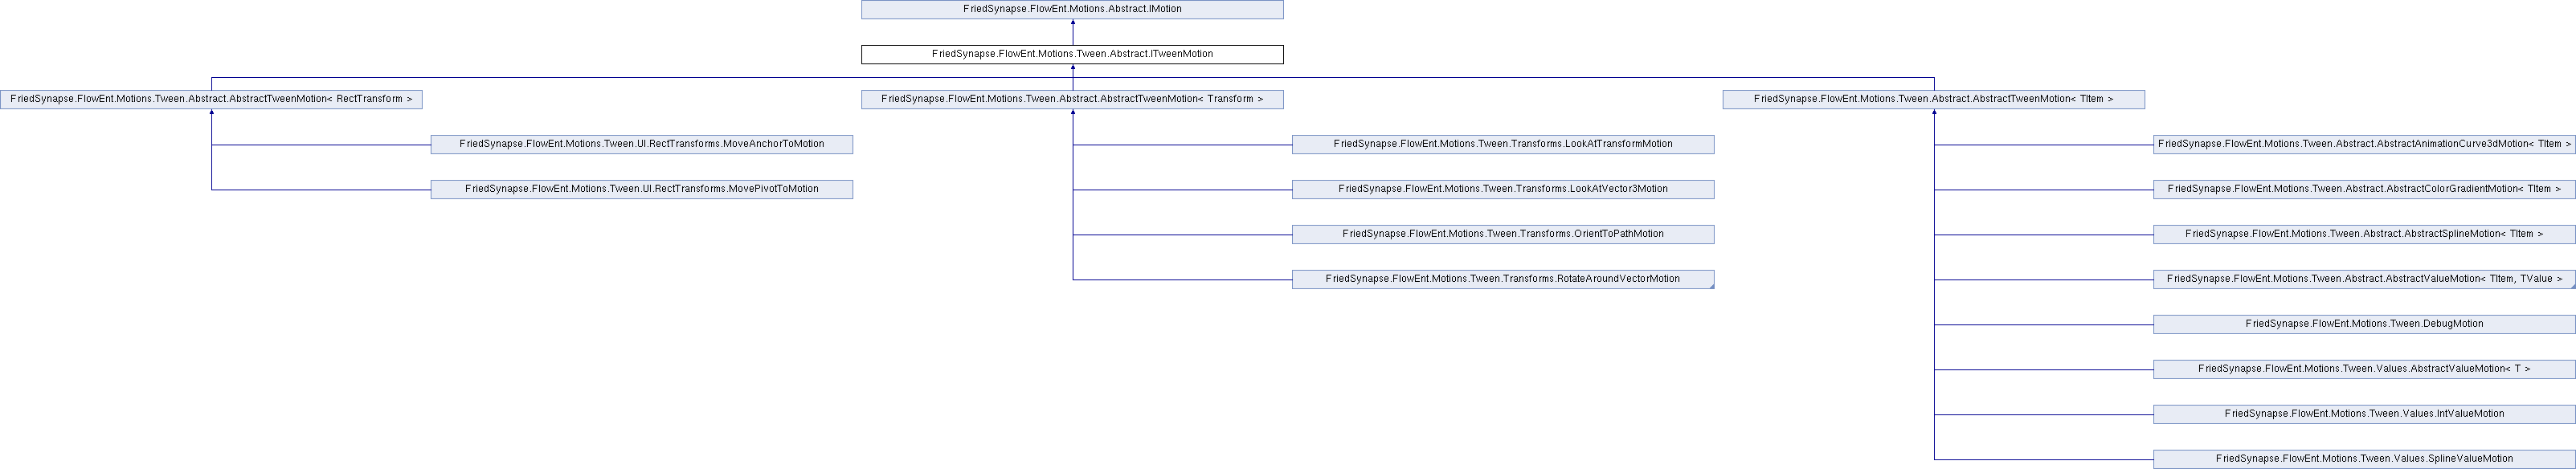 FriedSynapse.FlowEnt.Motions.Abstract.IMotion
FriedSynapse.FlowEnt.Motions.Tween.Abstract.ITweenMotion
FriedSynapse.FlowEnt.Motions.Tween.Abstract.AbstractTweenMotion< RectTransform >
FriedSynapse.FlowEnt.Motions.Tween.Abstract.AbstractTweenMotion< Transform >
FriedSynapse.FlowEnt.Motions.Tween.Abstract.AbstractTweenMotion< TItem >
FriedSynapse.FlowEnt.Motions.Tween.UI.RectTransforms.MoveAnchorToMotion
FriedSynapse.FlowEnt.Motions.Tween.Transforms.LookAtTransformMotion
FriedSynapse.FlowEnt.Motions.Tween.Abstract.AbstractAnimationCurve3dMotion< TItem >
FriedSynapse.FlowEnt.Motions.Tween.UI.RectTransforms.MovePivotToMotion
FriedSynapse.FlowEnt.Motions.Tween.Transforms.LookAtVector3Motion
FriedSynapse.FlowEnt.Motions.Tween.Abstract.AbstractColorGradientMotion< TItem >
FriedSynapse.FlowEnt.Motions.Tween.Transforms.OrientToPathMotion
FriedSynapse.FlowEnt.Motions.Tween.Abstract.AbstractSplineMotion< TItem >
FriedSynapse.FlowEnt.Motions.Tween.Transforms.RotateAroundVectorMotion
FriedSynapse.FlowEnt.Motions.Tween.Abstract.AbstractValueMotion< TItem, TValue >
FriedSynapse.FlowEnt.Motions.Tween.DebugMotion
FriedSynapse.FlowEnt.Motions.Tween.Values.AbstractValueMotion< T >
FriedSynapse.FlowEnt.Motions.Tween.Values.IntValueMotion
FriedSynapse.FlowEnt.Motions.Tween.Values.SplineValueMotion